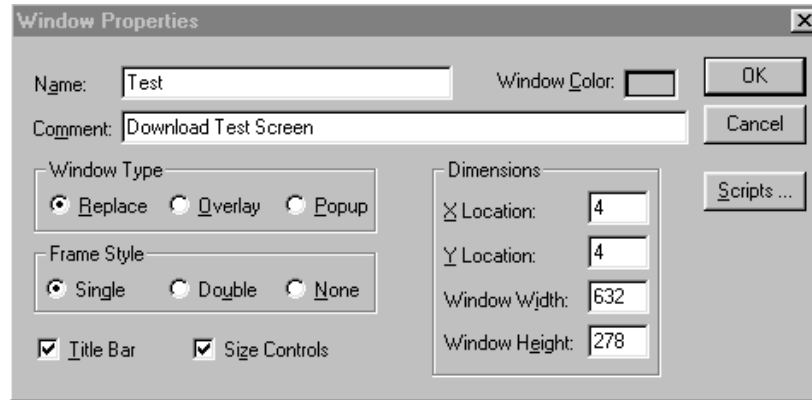 Window Properties
Name: Test
Window Color:
OK
Comment: Download Test Screen
Cancel
Window Type
Replace Overlay Popup
Frame Style
Single Double None
Title Bar Size Controls
Dimensions
X Location: 4
Y Location: 4
Window Width: 632
Window Height: 278
Scripts ...